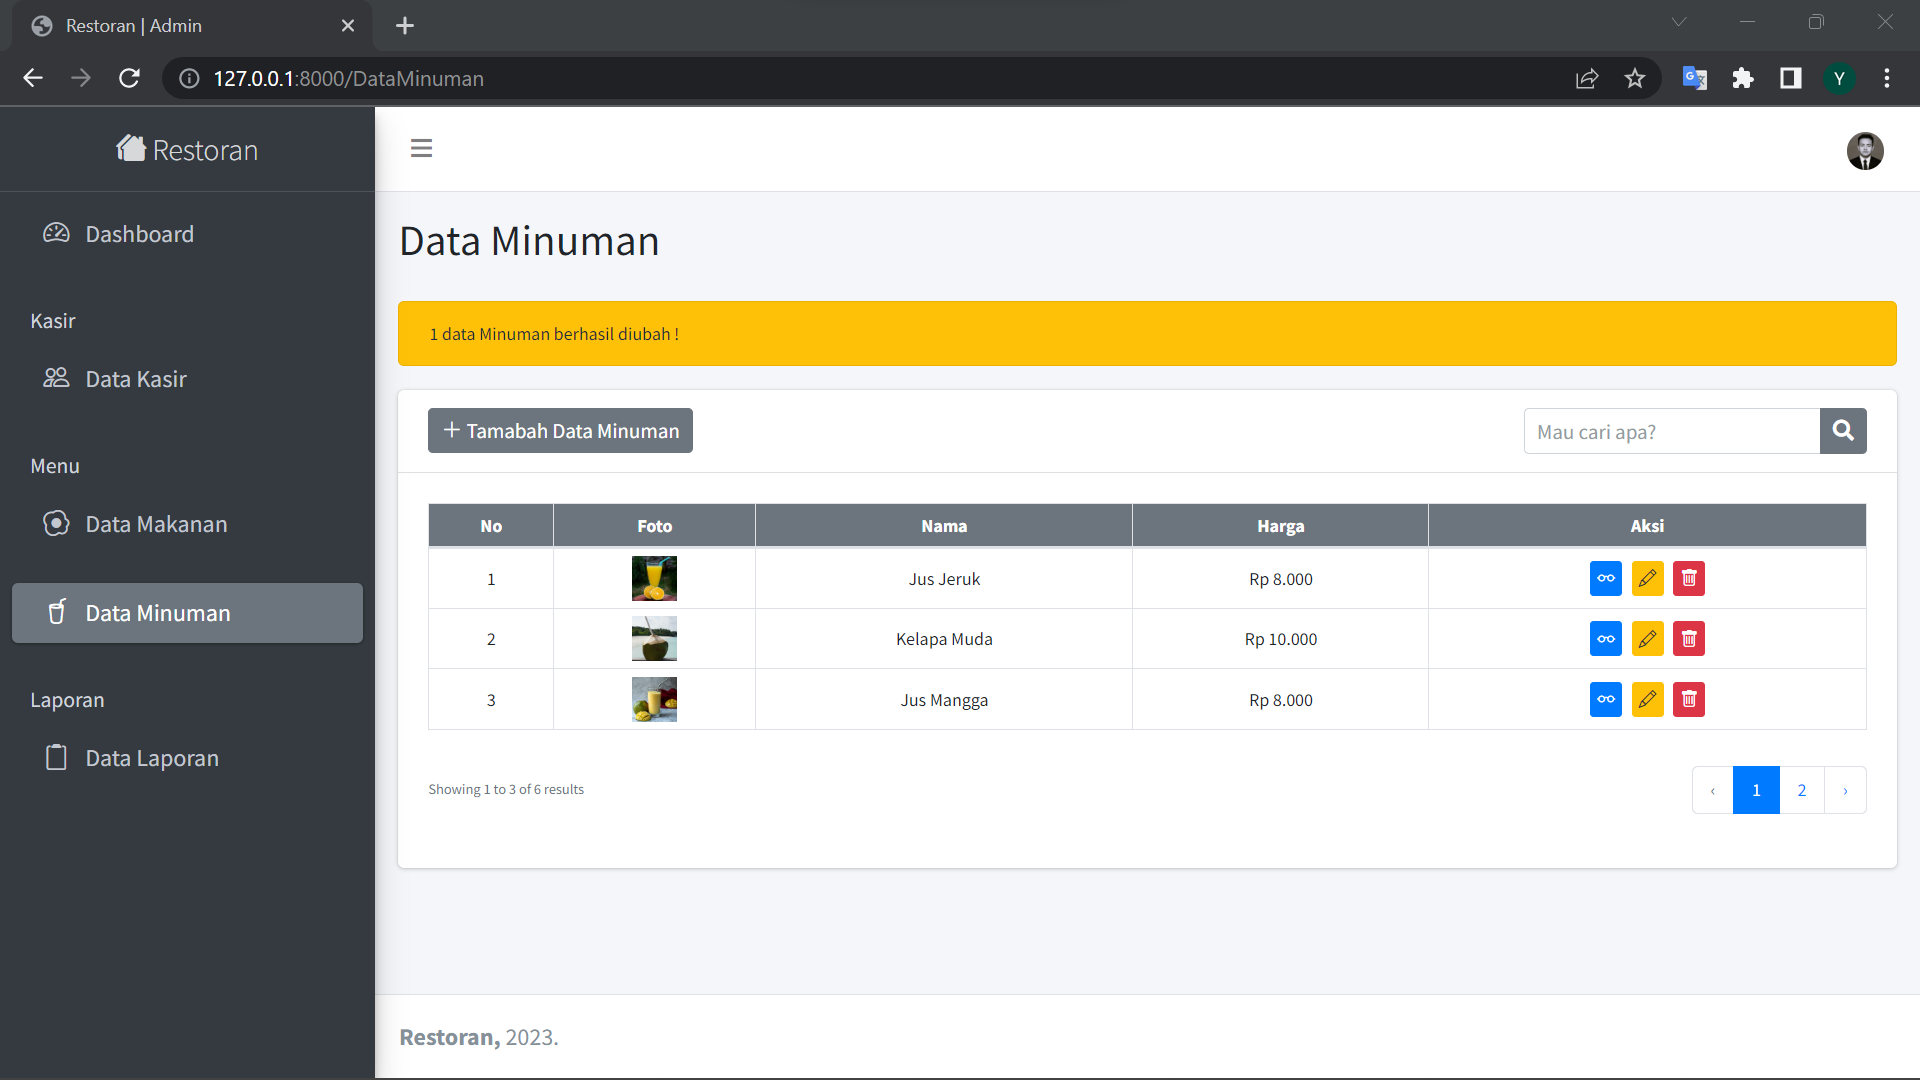 Restoran | Admin
127.0.0.1:8000/DataMinuman
Y
Restoran
Dashboard
Kasir
Data Kasir
Menu
Data Makanan
Data Minuman
Laporan
Data Laporan
Data Minuman
1 data Minuman berhasil diubah !
+ Tamabah Data Minuman
Mau cari apa?
No Foto Nama Harga Aksi
1 Jus Jeruk Rp 8.000
2 Kelapa Muda Rp 10.000
3 Jus Mangga Rp 8.000
Showing 1 to 3 of 6 results
‹ 1 2 ›
Restoran, 2023.